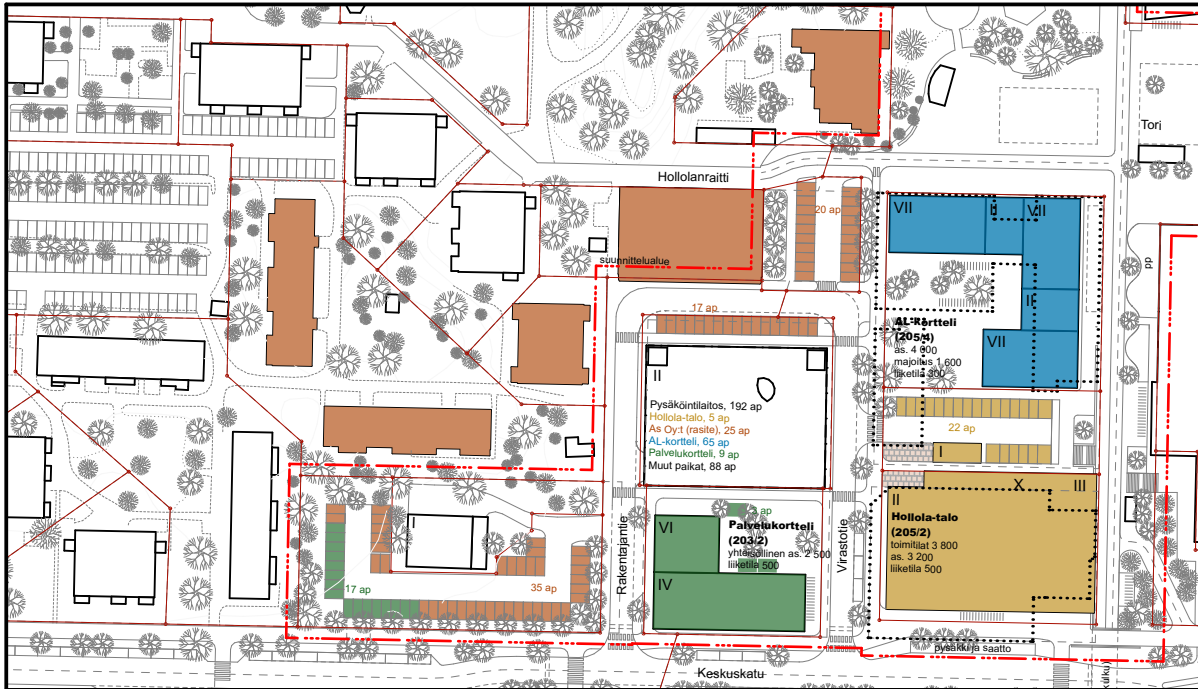 Tori
Hollolanraitti
20 ap
VII
II
VII
suunnittelualue
pp
17 ap
II
AL-kortteli
(205/4)
as. 4 000
majoitus 1 600
liiketila 300
VII
II
Pysäköintilaitos, 192 ap
Hollola-talo, 5 ap
As Oy:t (rasite), 25 ap
AL-kortteli, 65 ap
Palvelukortteli, 9 ap
Muut paikat, 88 ap
22 ap
I
X
III
II
Hollola-talo
(205/2)
toimitilat 3 800
as. 3 200
liiketila 500
I
VI
Palvelukortteli
(203/2)
yhteisöllinen as. 2 500
liiketila 500
IV
Rakentajantie
Virastotie
17 ap
35 ap
pysäkki ja saatto
Keskuskatu